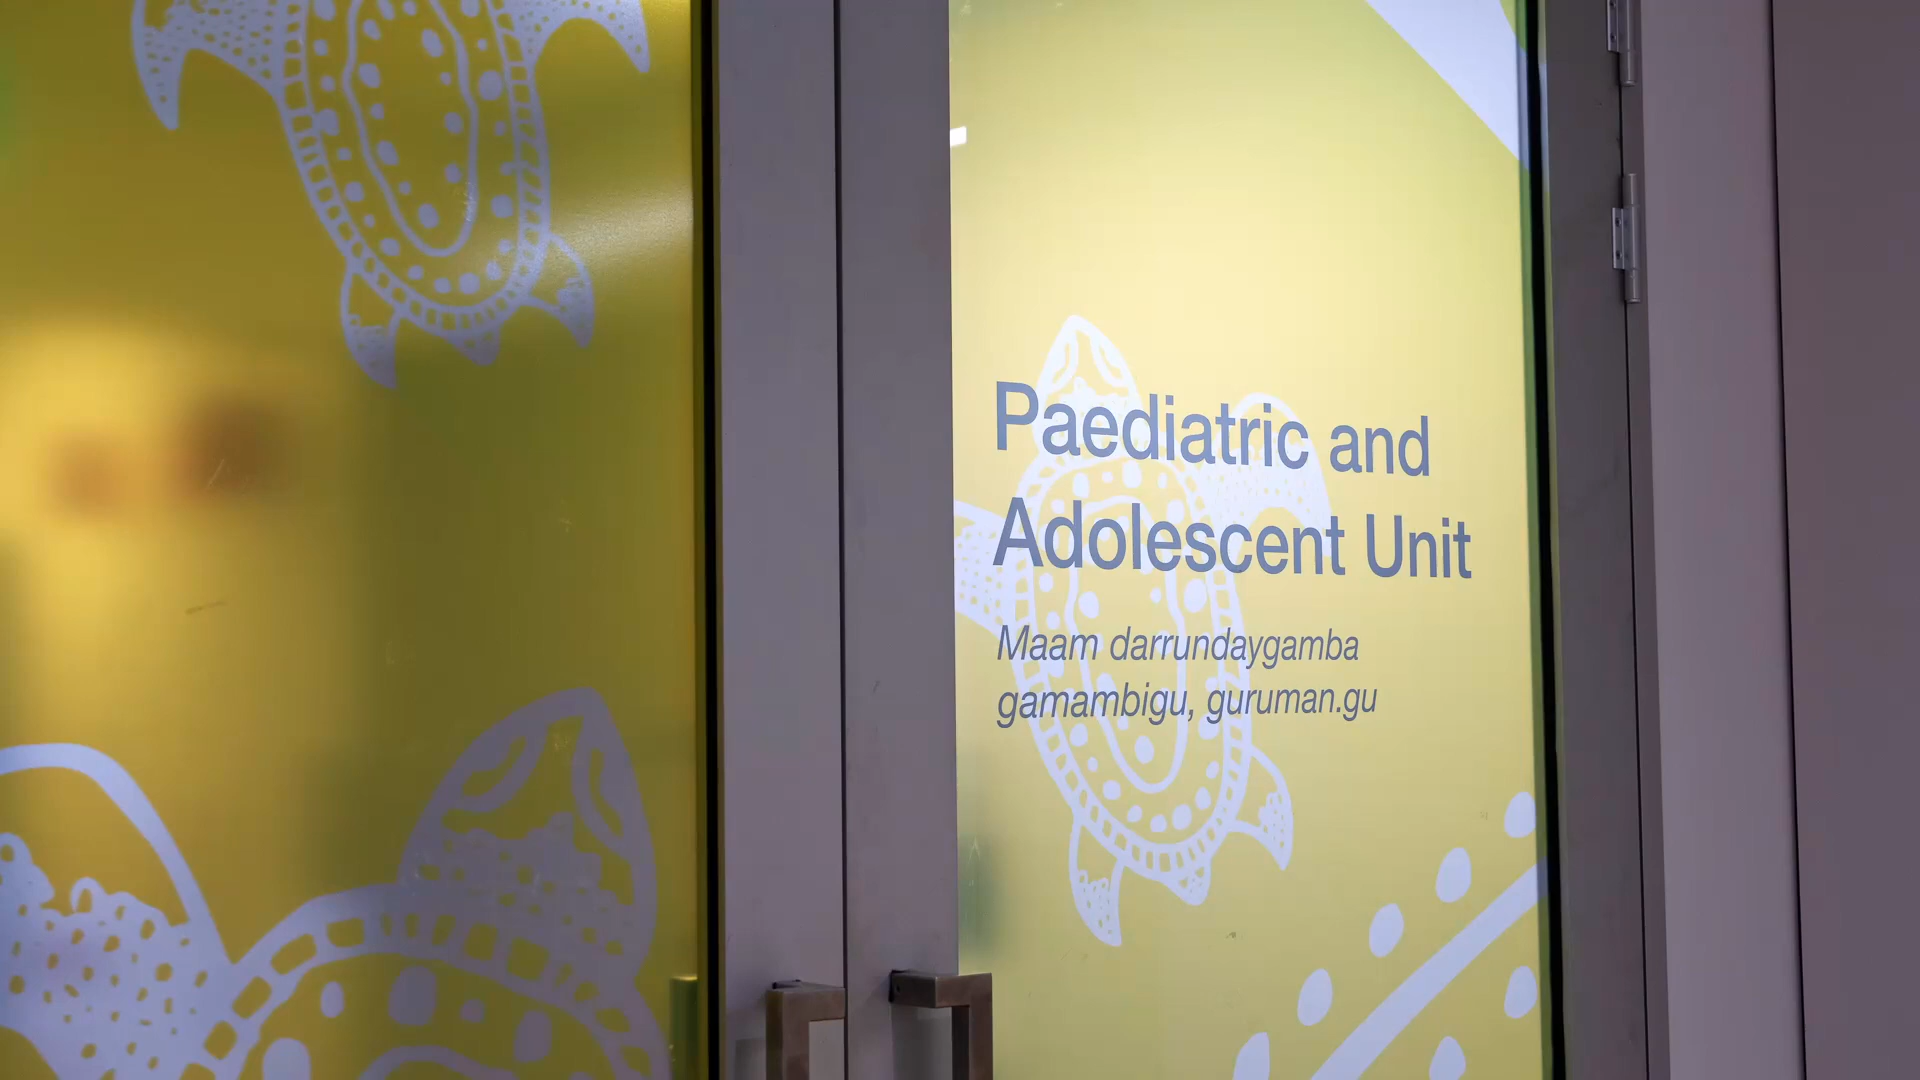 Paediatric and
Adolescent Unit
Maam darrundaygamba
gamambigu, guruman.gu